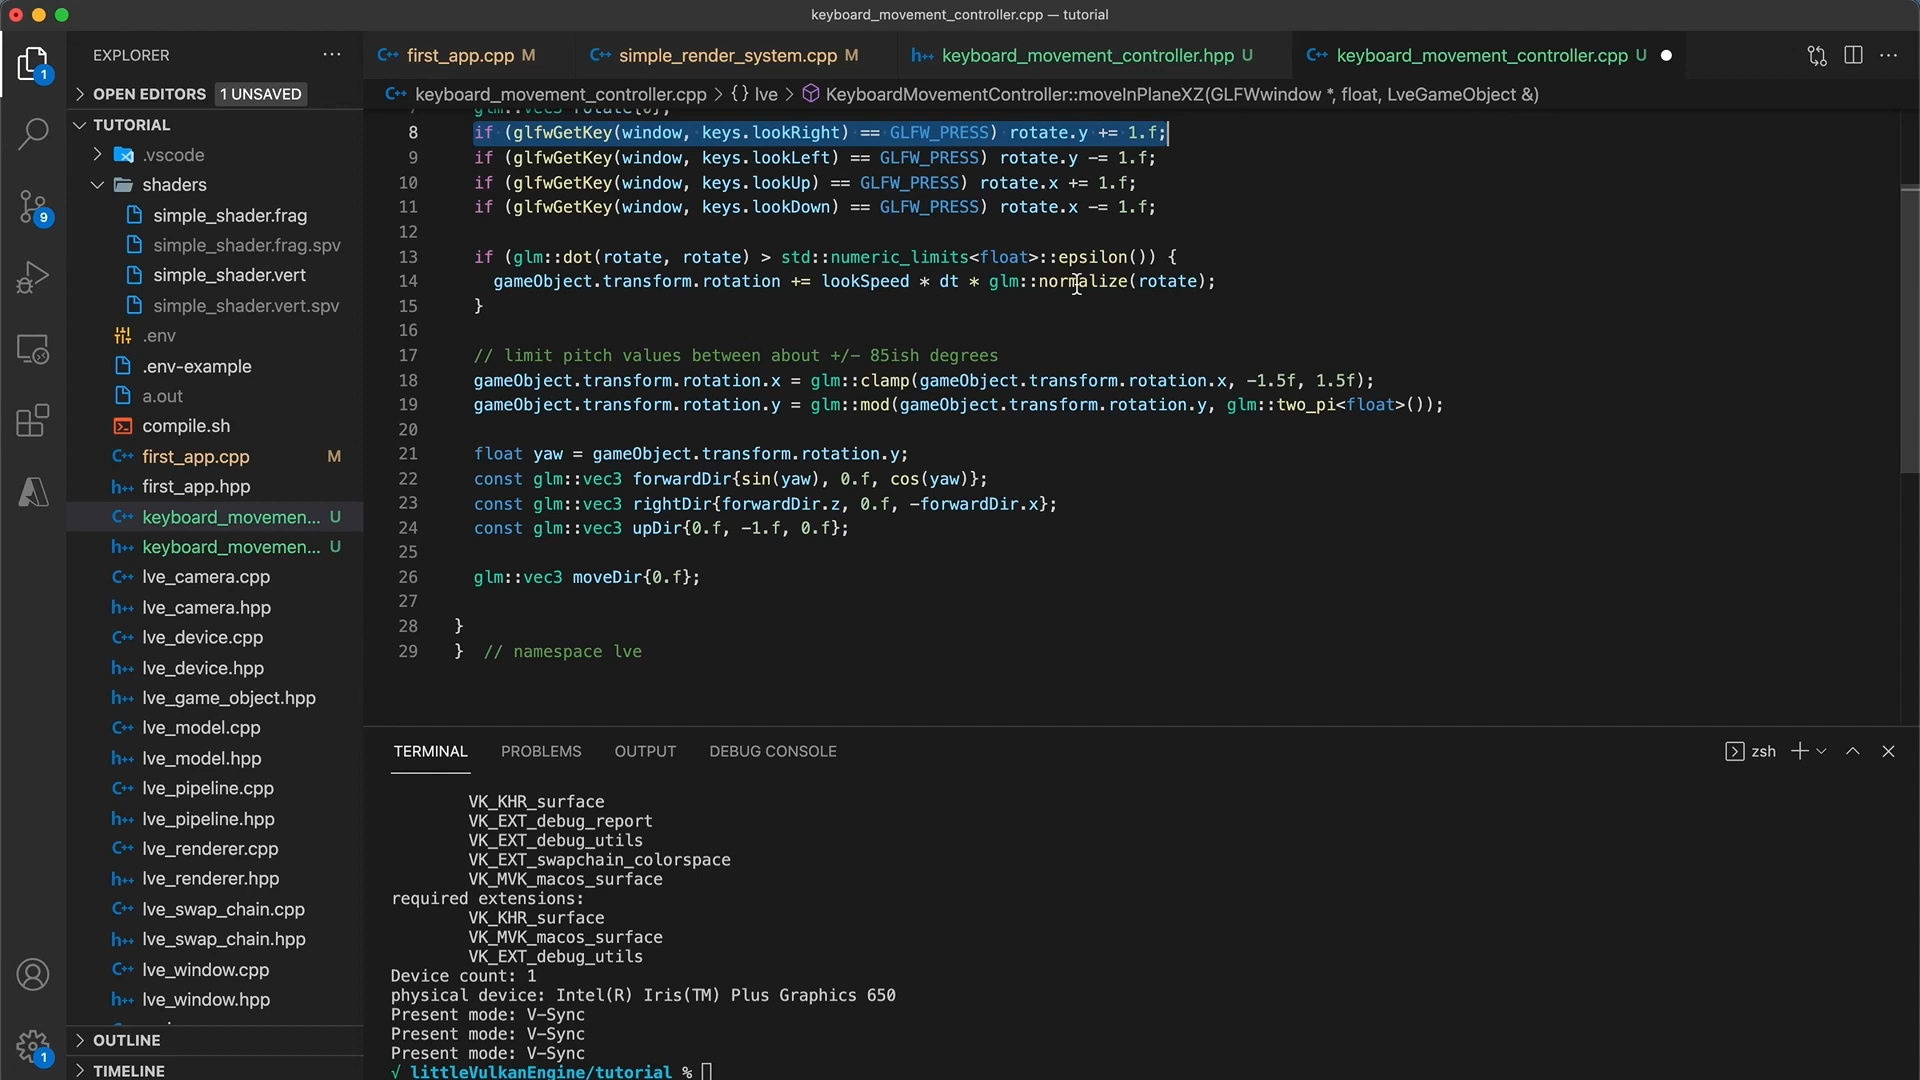 keyboard_movement_controller.cpp — tutorial
EXPLORER
OPEN EDITORS 1 UNSAVED
TUTORIAL
.vscode
shaders
simple_shader.frag
simple_shader.frag.spv
simple_shader.vert
simple_shader.vert.spv
.env
.env-example
a.out
compile.sh
first_app.cpp M
first_app.hpp
keyboard_movemen... U
keyboard_movemen... U
lve_camera.cpp
lve_camera.hpp
lve_device.cpp
lve_device.hpp
lve_game_object.hpp
lve_model.cpp
lve_model.hpp
lve_pipeline.cpp
lve_pipeline.hpp
lve_renderer.cpp
lve_renderer.hpp
lve_swap_chain.cpp
lve_swap_chain.hpp
lve_window.cpp
lve_window.hpp
OUTLINE
TIMELINE
1
9
1
first_app.cpp M simple_render_system.cpp M keyboard_movement_controller.hpp U keyboard_movement_controller.cpp U
keyboard_movement_controller.cpp > {} lve > KeyboardMovementController::moveInPlaneXZ(GLFWwindow *, float, LveGameObject &)
7 glm::vec3 rotate{0};
8 if (glfwGetKey(window, keys.lookRight) == GLFW_PRESS) rotate.y += 1.f;
9 if (glfwGetKey(window, keys.lookLeft) == GLFW_PRESS) rotate.y -= 1.f;
10 if (glfwGetKey(window, keys.lookUp) == GLFW_PRESS) rotate.x += 1.f;
11 if (glfwGetKey(window, keys.lookDown) == GLFW_PRESS) rotate.x -= 1.f;
12
13 if (glm::dot(rotate, rotate) > std::numeric_limits<float>::epsilon()) {
14 gameObject.transform.rotation += lookSpeed * dt * glm::normalize(rotate);
15 }
16
17 // limit pitch values between about +/- 85ish degrees
18 gameObject.transform.rotation.x = glm::clamp(gameObject.transform.rotation.x, -1.5f, 1.5f);
19 gameObject.transform.rotation.y = glm::mod(gameObject.transform.rotation.y, glm::two_pi<float>());
20
21 float yaw = gameObject.transform.rotation.y;
22 const glm::vec3 forwardDir{sin(yaw), 0.f, cos(yaw)};
23 const glm::vec3 rightDir{forwardDir.z, 0.f, -forwardDir.x};
24 const glm::vec3 upDir{0.f, -1.f, 0.f};
25
26 glm::vec3 moveDir{0.f};
27
28 }
29 } // namespace lve
TERMINAL PROBLEMS OUTPUT DEBUG CONSOLE zsh
VK_KHR_surface
VK_EXT_debug_report
VK_EXT_debug_utils
VK_EXT_swapchain_colorspace
VK_MVK_macos_surface
required extensions:
VK_KHR_surface
VK_MVK_macos_surface
VK_EXT_debug_utils
Device count: 1
physical device: Intel(R) Iris(TM) Plus Graphics 650
Present mode: V-Sync
Present mode: V-Sync
Present mode: V-Sync
√ littleVulkanEngine/tutorial %